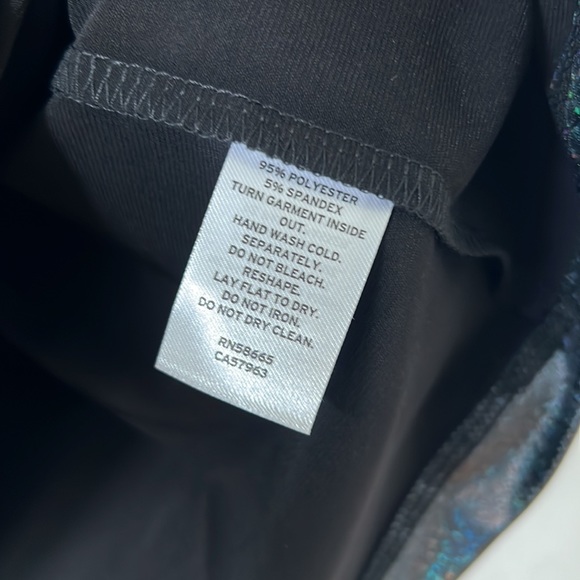 95% POLYESTER
5% SPANDEX
TURN GARMENT INSIDE
OUT.
HAND WASH COLD.
SEPARATELY.
DO NOT BLEACH.
RESHAPE.
LAY FLAT TO DRY.
DO NOT IRON.
DO NOT DRY CLEAN.
RN58665
CA57963